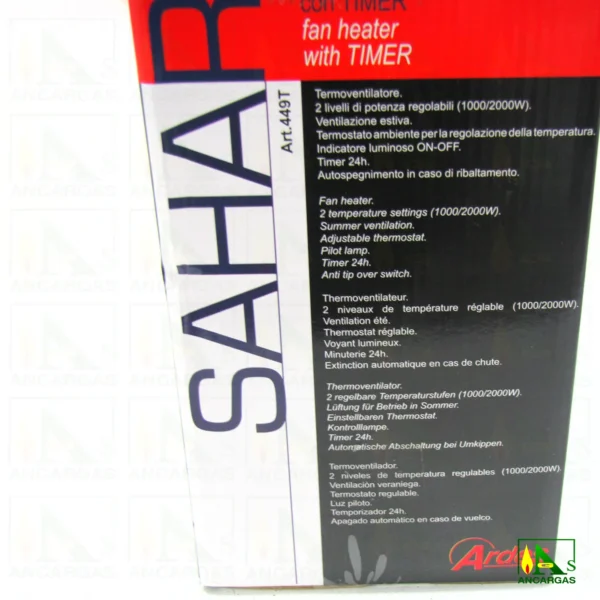 con TIMER
fan heater
with TIMER
SAHAR
Art.449T
Termoventilatore.
2 livelli di potenza regolabili (1000/2000W).
Ventilazione estiva.
Termostato ambiente per la regolazione della temperatura.
Indicatore luminoso ON-OFF.
Timer 24h.
Autospegnimento in caso di ribaltamento.
Fan heater.
2 temperature settings (1000/2000W).
Summer ventilation.
Adjustable thermostat.
Pilot lamp.
Timer 24h.
Anti tip over switch.
Thermoventilateur.
2 niveaux de température réglable (1000/2000W).
Ventilation été.
Thermostat réglable.
Voyant lumineux.
Minuterie 24h.
Extinction automatique en cas de chute.
Thermoventilator.
2 regelbare Temperaturstufen (1000/2000W).
Lüftung für Betrieb in Sommer.
Einstellbaren Thermostat.
Kontrolllampe.
Timer 24h.
Automatische Abschaltung bei Umkippen.
Termoventilador.
2 niveles de temperatura regulables (1000/2000W).
Ventilación veraniega.
Termostato regulable.
Luz piloto.
Temporizador 24h.
Apagado automático en caso de vuelco.
ANCARGAS